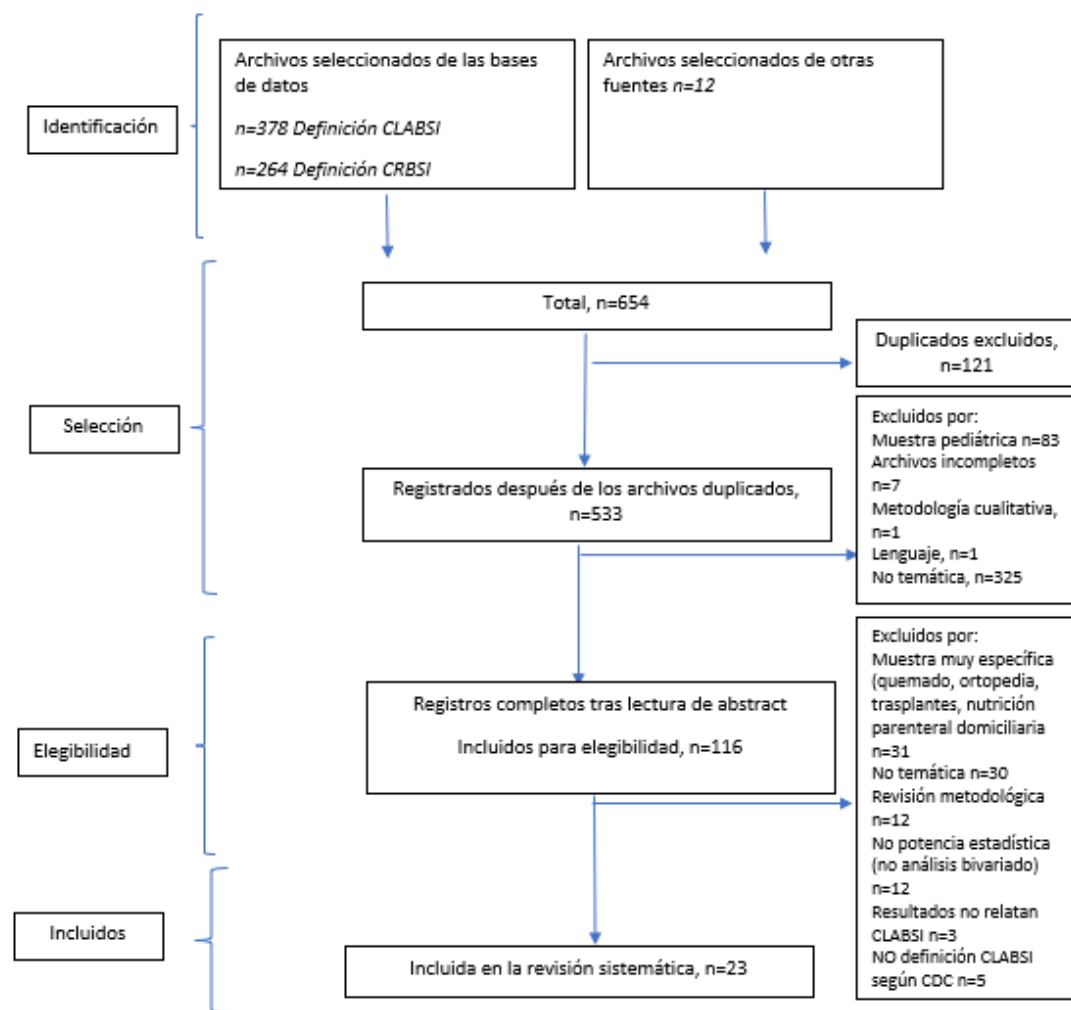 Identificación
Archivos seleccionados de las bases
de datos
n=378 Definición CLABSI
n=264 Definición CRBSI
Archivos seleccionados de otras
fuentes n=12
Selección
Total, n=654
Duplicados excluidos,
n=121
Registrados después de los archivos duplicados,
n=533
Excluidos por:
Muestra pediátrica n=83
Archivos incompletos
n=7
Metodología cualitativa,
n=1
Lenguaje, n=1
No temática, n=325
Elegibilidad
Registros completos tras lectura de abstract
Incluidos para elegibilidad, n=116
Excluidos por:
Muestra muy específica
(quemado, ortopedia,
trasplantes, nutrición
parenteral domiciliaria
n=31
No temática n=30
Revisión metodológica
n=12
No potencia estadística
(no análisis bivariado)
n=12
Resultados no relatan
CLABSI n=3
NO definición CLABSI
según CDC n=5
Incluidos
Incluida en la revisión sistemática, n=23